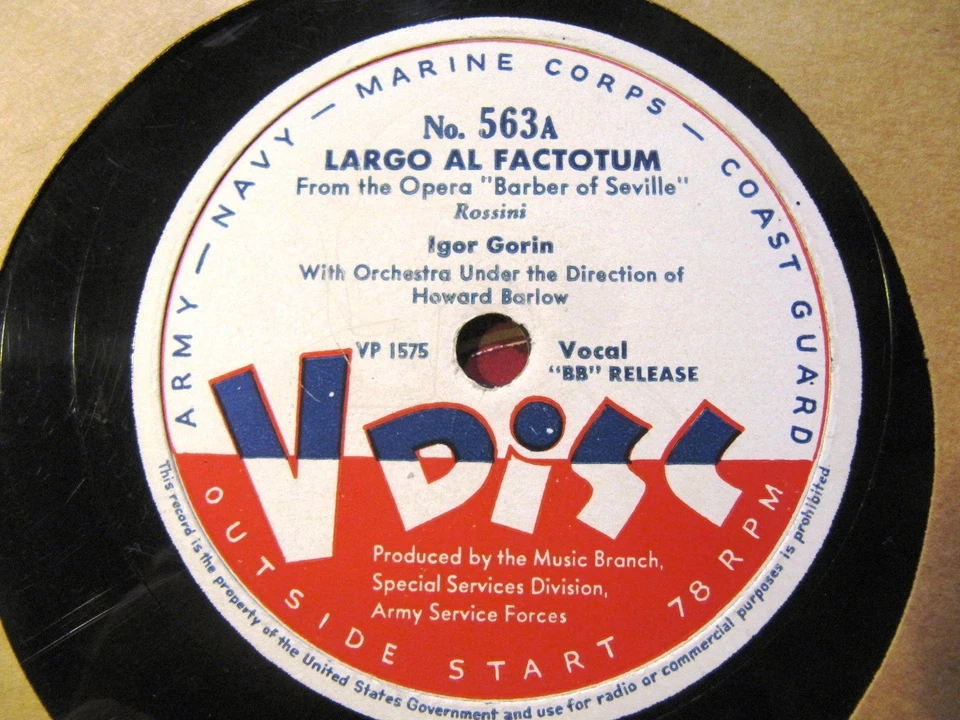 ARMY — NAVY — MARINE CORPS — COAST GUARD
No. 563A
LARGO AL FACTOTUM
From the Opera "Barber of Seville"
Rossini
Igor Gorin
With Orchestra Under the Direction of
Howard Barlow
VP 1575
Vocal
"BB" RELEASE
V DiSC
Produced by the Music Branch,
Special Services Division,
Army Service Forces
OUTSIDE START 78 RPM
This record is the property of the United States Government and use for radio or commercial purposes is prohibited